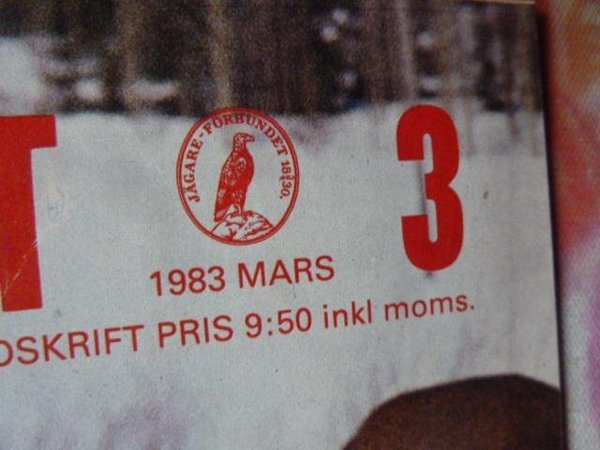 T
JÄGARE-FÖRBUNDET 1830.
3
1983 MARS
DSKRIFT PRIS 9:50 inkl moms.